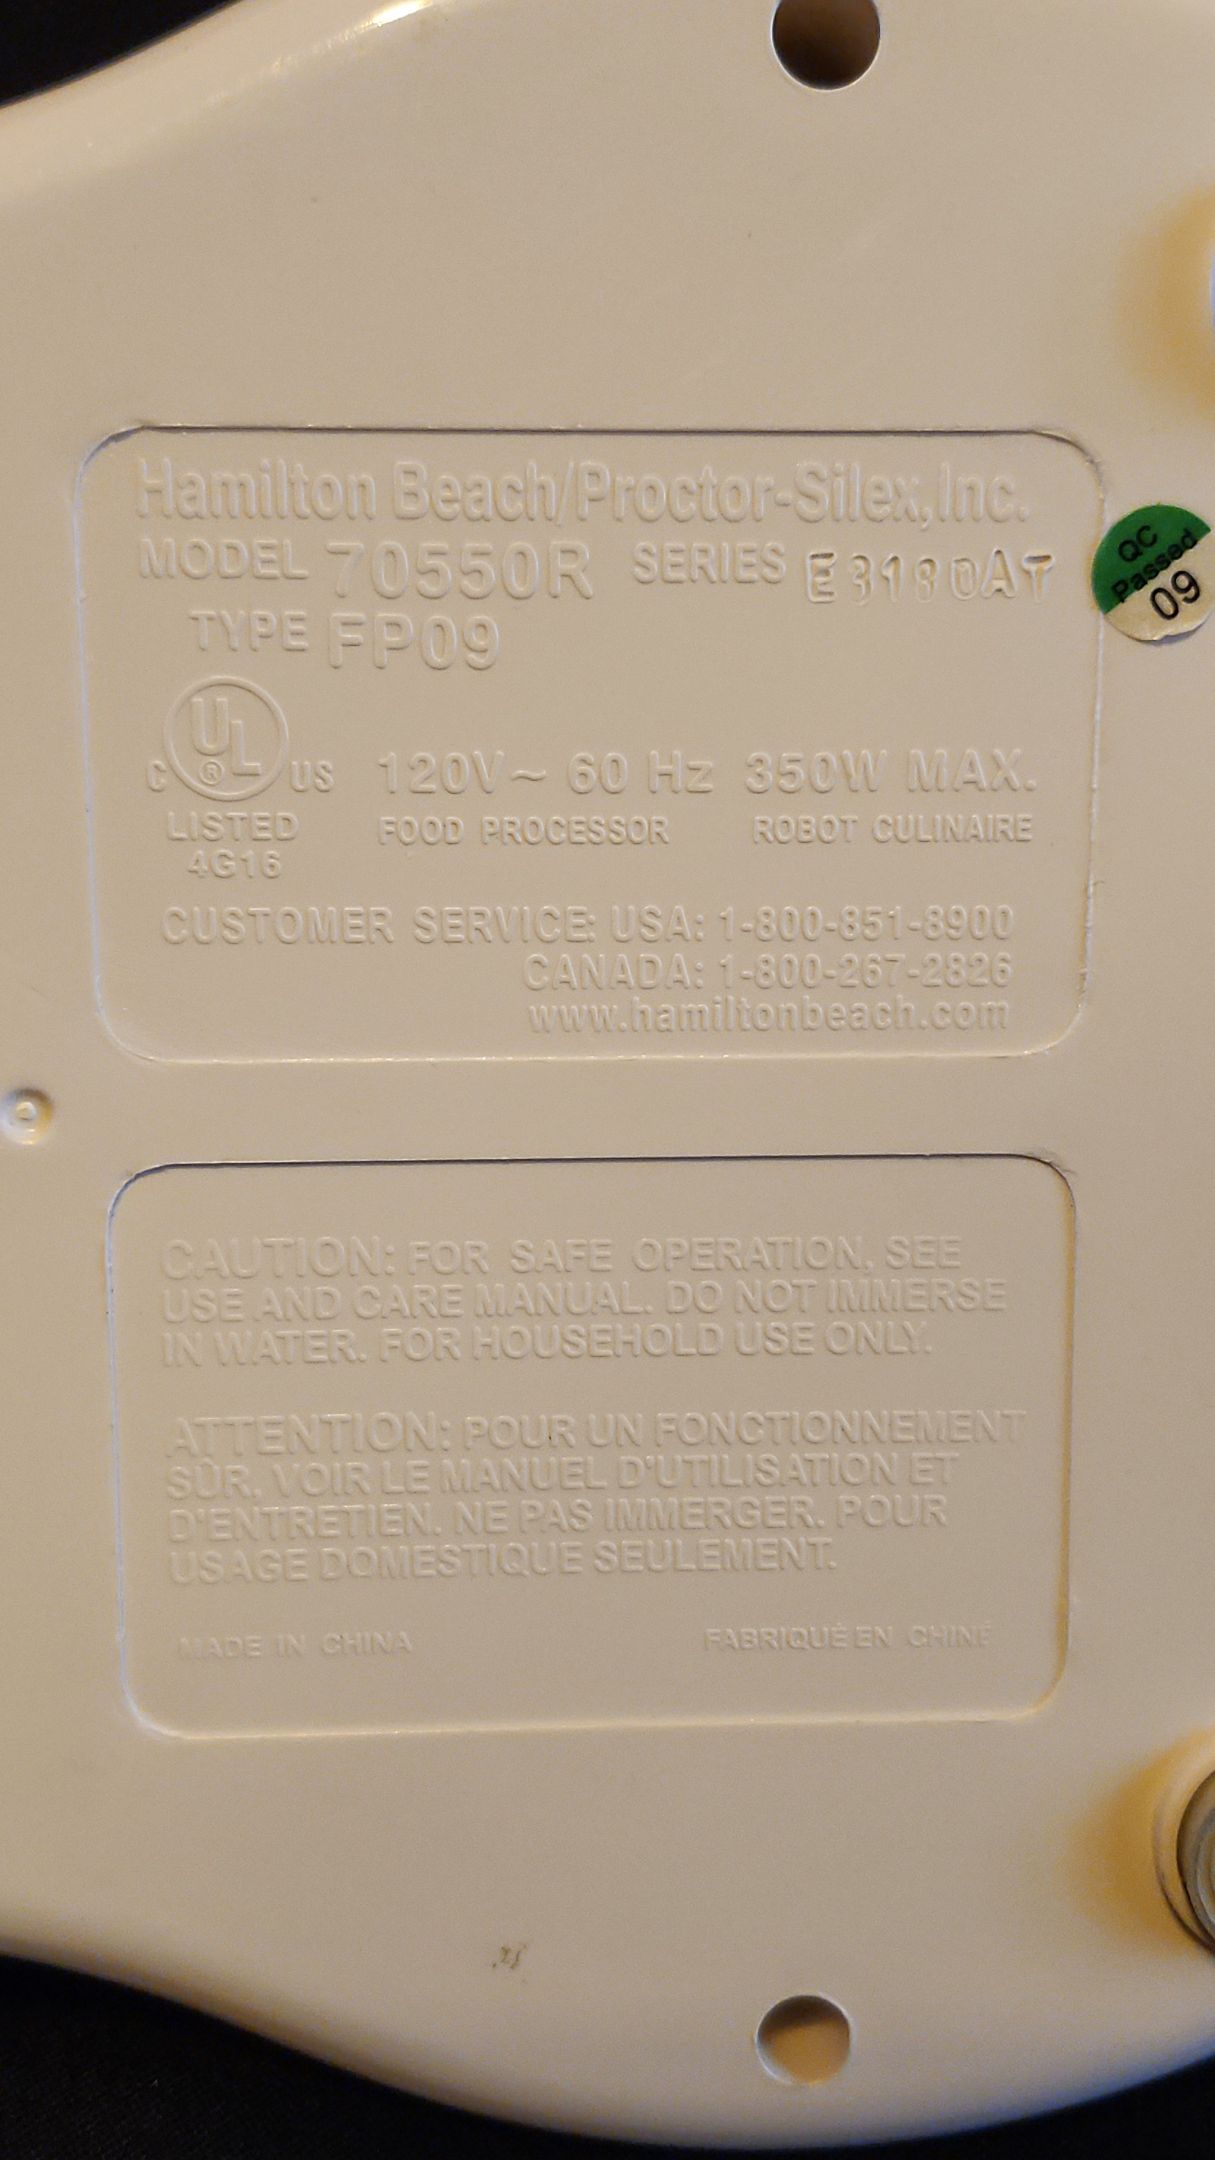 Hamilton Beach/Proctor-Silex, Inc.
MODEL 70550R SERIES E3180AT
TYPE FP09
QC
Passed
09
C UL ® US
120V~ 60 Hz 350W MAX.
LISTED
4G16
FOOD PROCESSOR ROBOT CULINAIRE
CUSTOMER SERVICE: USA: 1-800-851-8900
CANADA: 1-800-267-2826
www.hamiltonbeach.com
CAUTION: FOR SAFE OPERATION, SEE
USE AND CARE MANUAL. DO NOT IMMERSE
IN WATER. FOR HOUSEHOLD USE ONLY.
ATTENTION: POUR UN FONCTIONNEMENT
SÛR, VOIR LE MANUEL D'UTILISATION ET
D'ENTRETIEN. NE PAS IMMERGER. POUR
USAGE DOMESTIQUE SEULEMENT.
MADE IN CHINA FABRIQUÉ EN CHINE